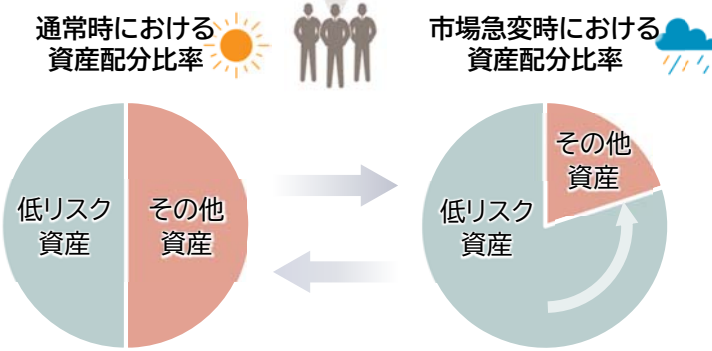 通常時における
資産配分比率
市場急変時における
資産配分比率
低リスク
資産
その他
資産
その他
資産
低リスク
資産